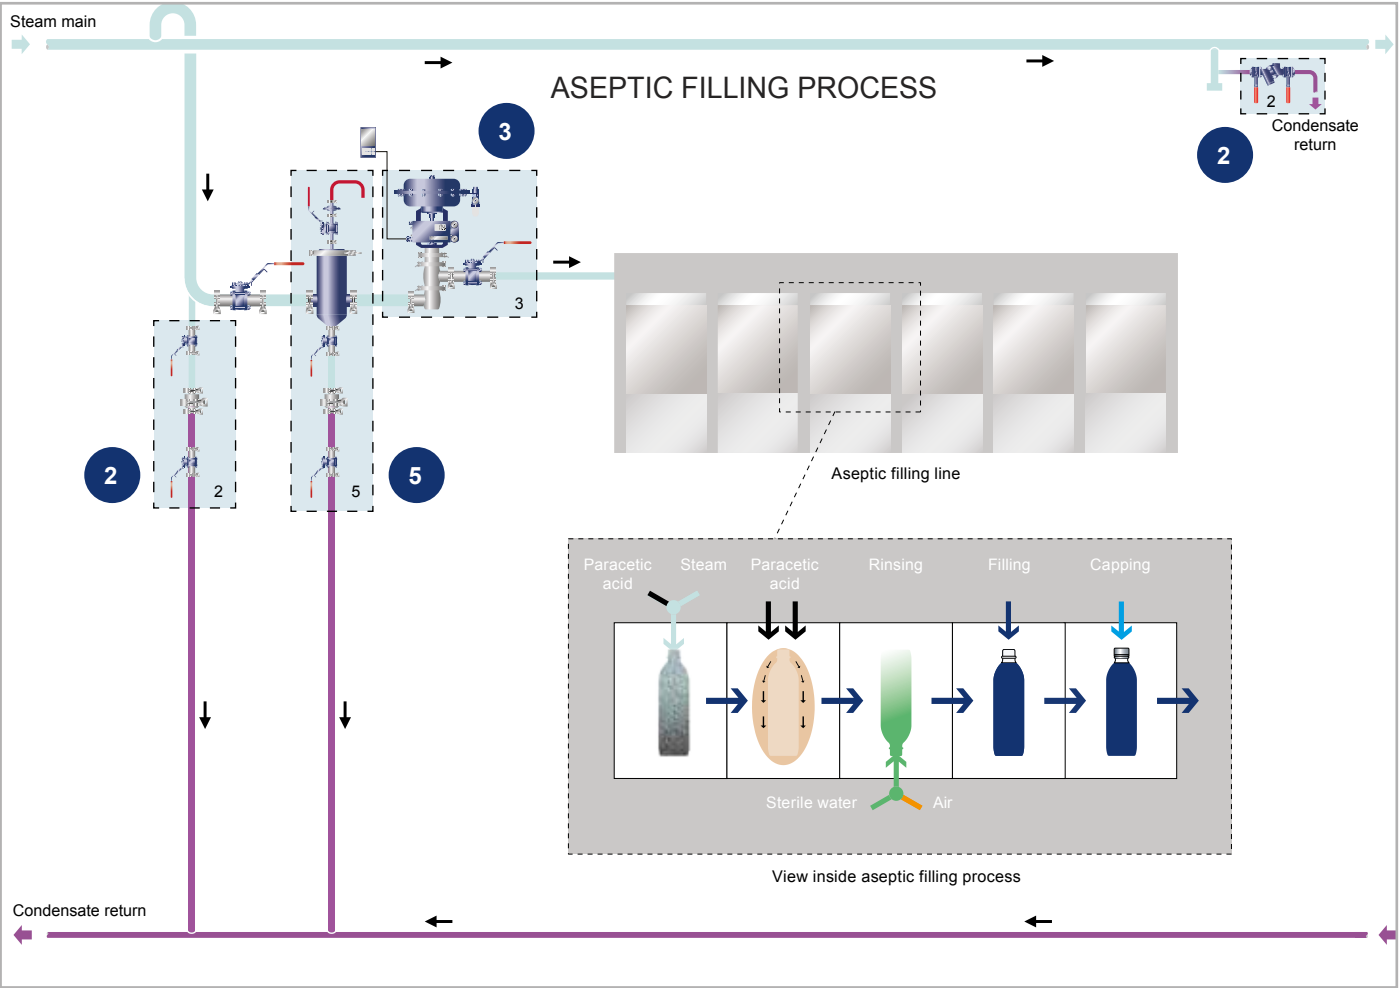 Steam main
ASEPTIC FILLING PROCESS
2
Condensate
return
2
3
3
2
2
5
5
Aseptic filling line
Paracetic
acid
Steam
Paracetic
acid
Rinsing
Filling
Capping
Sterile water
Air
View inside aseptic filling process
Condensate return